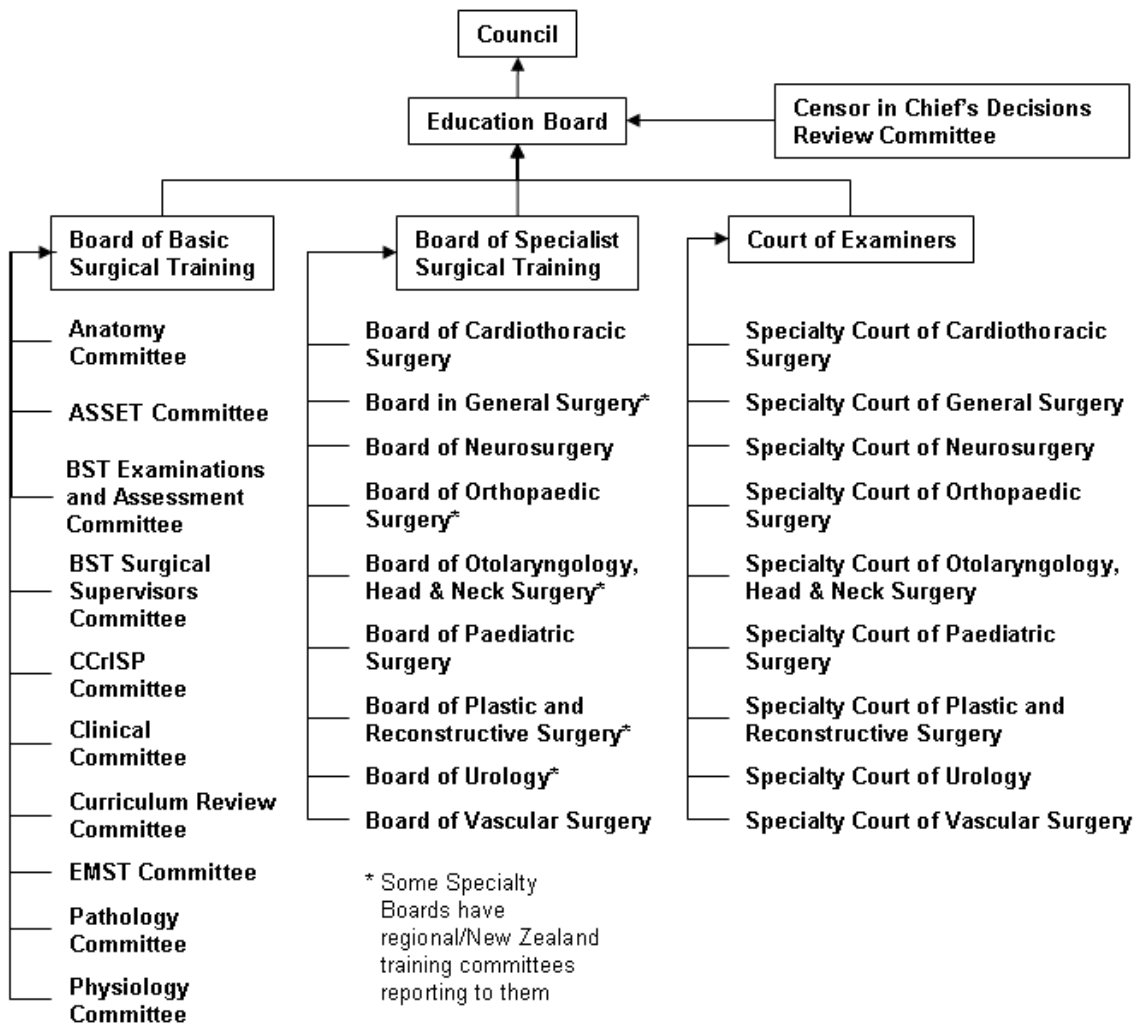 Council
Education Board
Censor in Chief's Decisions
Review Committee
Board of Basic
Surgical Training
Board of Specialist
Surgical Training
Court of Examiners
Anatomy
Committee
ASSET Committee
BST Examinations
and Assessment
Committee
BST Surgical
Supervisors
Committee
CCrISP
Committee
Clinical
Committee
Curriculum Review
Committee
EMST Committee
Pathology
Committee
Physiology
Committee
Board of Cardiothoracic
Surgery
Board in General Surgery*
Board of Neurosurgery
Board of Orthopaedic
Surgery*
Board of Otolaryngology,
Head & Neck Surgery*
Board of Paediatric
Surgery
Board of Plastic and
Reconstructive Surgery*
Board of Urology*
Board of Vascular Surgery
* Some Specialty
Boards have
regional/New Zealand
training committees
reporting to them
Specialty Court of Cardiothoracic
Surgery
Specialty Court of General Surgery
Specialty Court of Neurosurgery
Specialty Court of Orthopaedic
Surgery
Specialty Court of Otolaryngology,
Head & Neck Surgery
Specialty Court of Paediatric
Surgery
Specialty Court of Plastic and
Reconstructive Surgery
Specialty Court of Urology
Specialty Court of Vascular Surgery